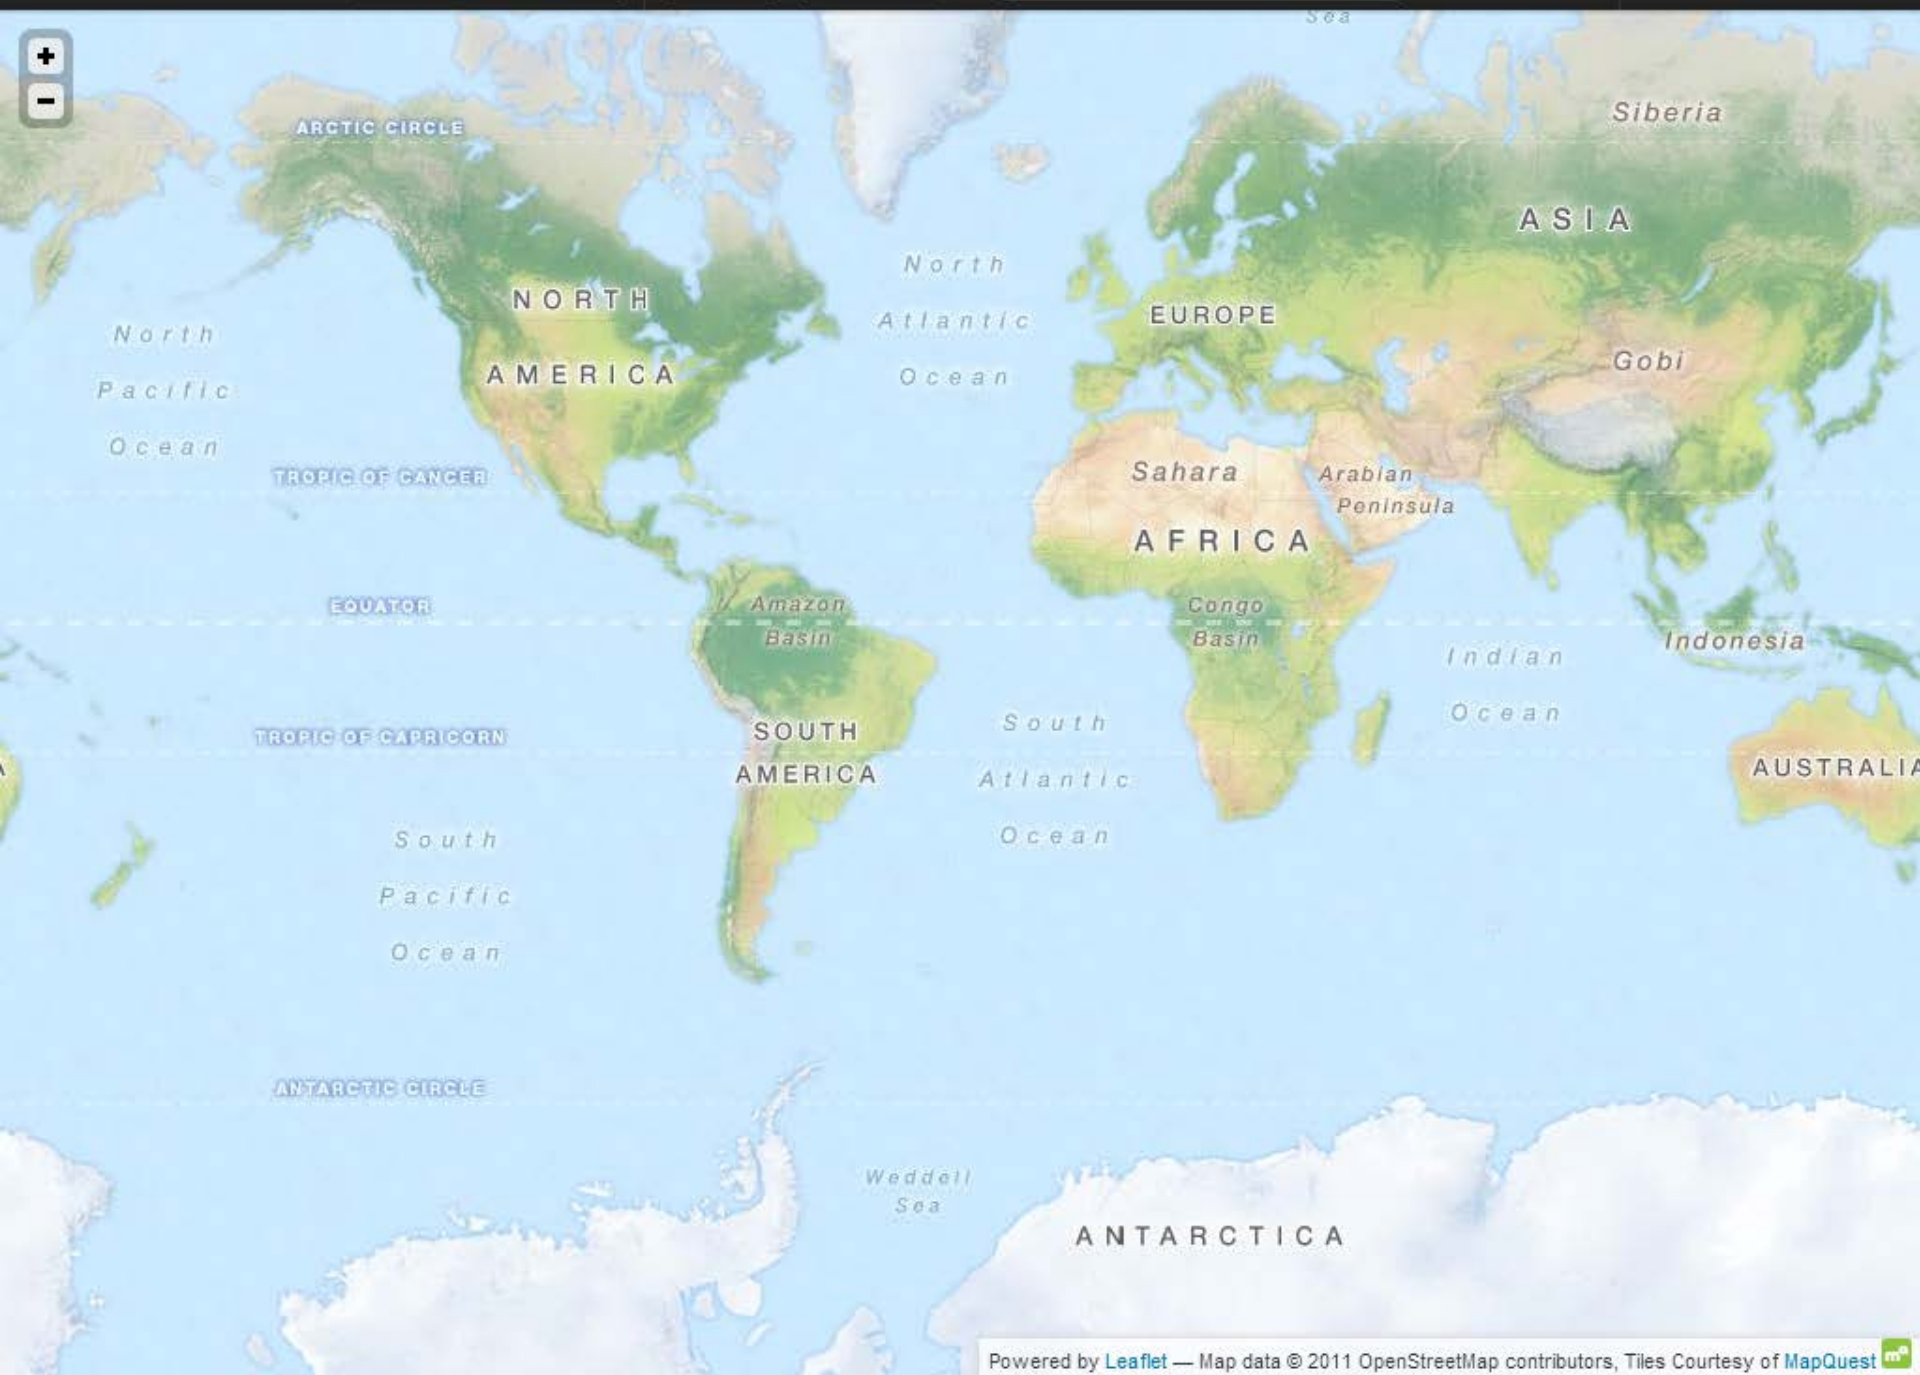 Sea
+
−
Siberia
ARCTIC CIRCLE
ASIA
North
Atlantic
Ocean
NORTH
AMERICA
EUROPE
North
Pacific
Ocean
Gobi
TROPIC OF CANCER
Sahara
Arabian
Peninsula
AFRICA
EQUATOR
Amazon
Basin
Congo
Basin
Indonesia
Indian
Ocean
TROPIC OF CAPRICORN
SOUTH
AMERICA
South
Atlantic
Ocean
A
AUSTRALIA
South
Pacific
Ocean
ANTARCTIC CIRCLE
Weddell
Sea
ANTARCTICA
Powered by Leaflet — Map data © 2011 OpenStreetMap contributors, Tiles Courtesy of MapQuest